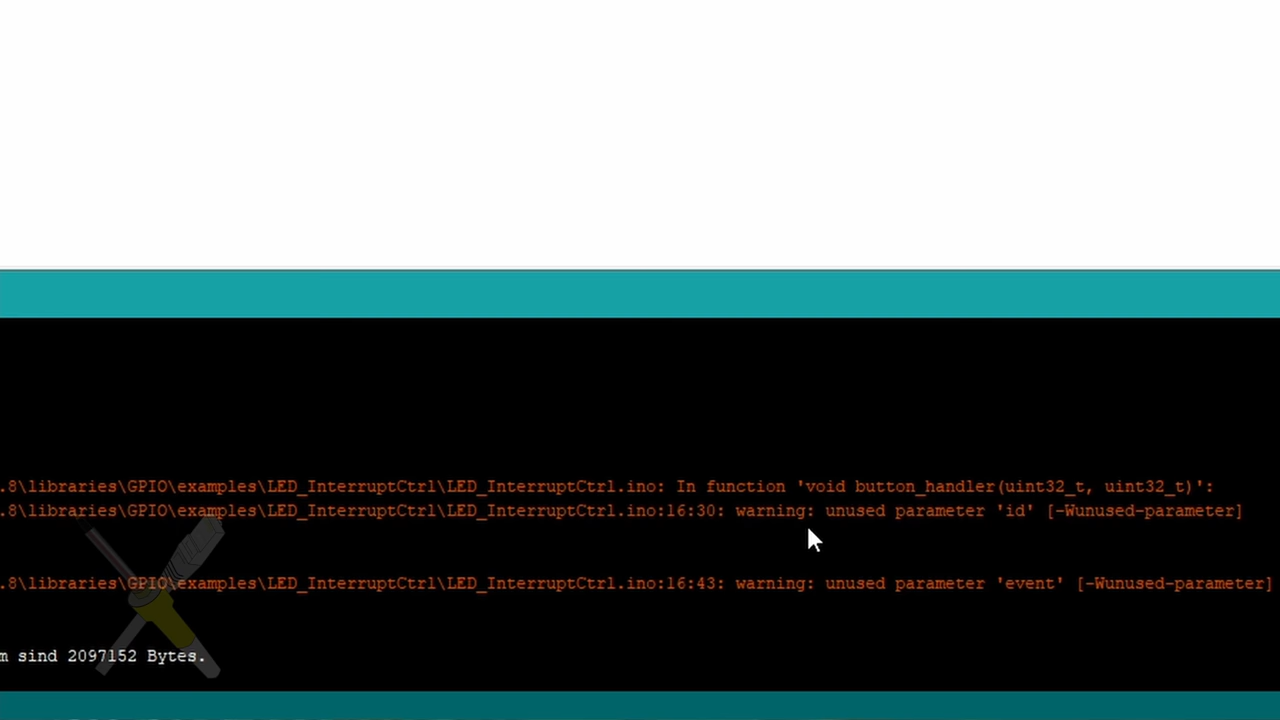 .8\libraries\GPIO\examples\LED_InterruptCtrl\LED_InterruptCtrl.ino: In function 'void button_handler(uint32_t, uint32_t)':
.8\libraries\GPIO\examples\LED_InterruptCtrl\LED_InterruptCtrl.ino:16:30: warning: unused parameter 'id' [-Wunused-parameter]
.8\libraries\GPIO\examples\LED_InterruptCtrl\LED_InterruptCtrl.ino:16:43: warning: unused parameter 'event' [-Wunused-parameter]
m sind 2097152 Bytes.